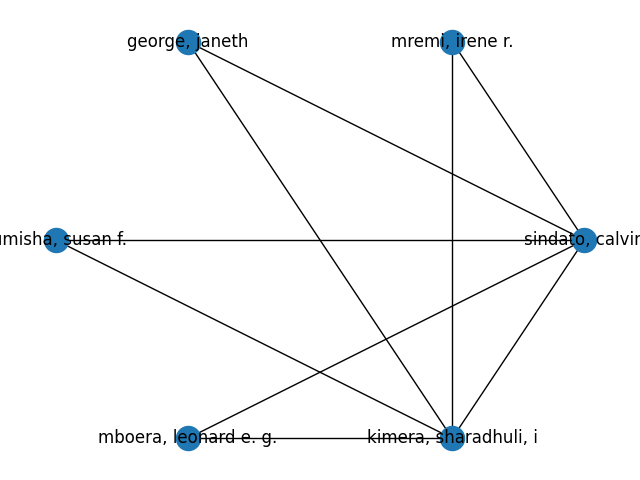 george, janeth
mremi, irene r.
umisha, susan f.
sindato, calvin
mboera, leonard e. g.
kimera, sharadhuli, i